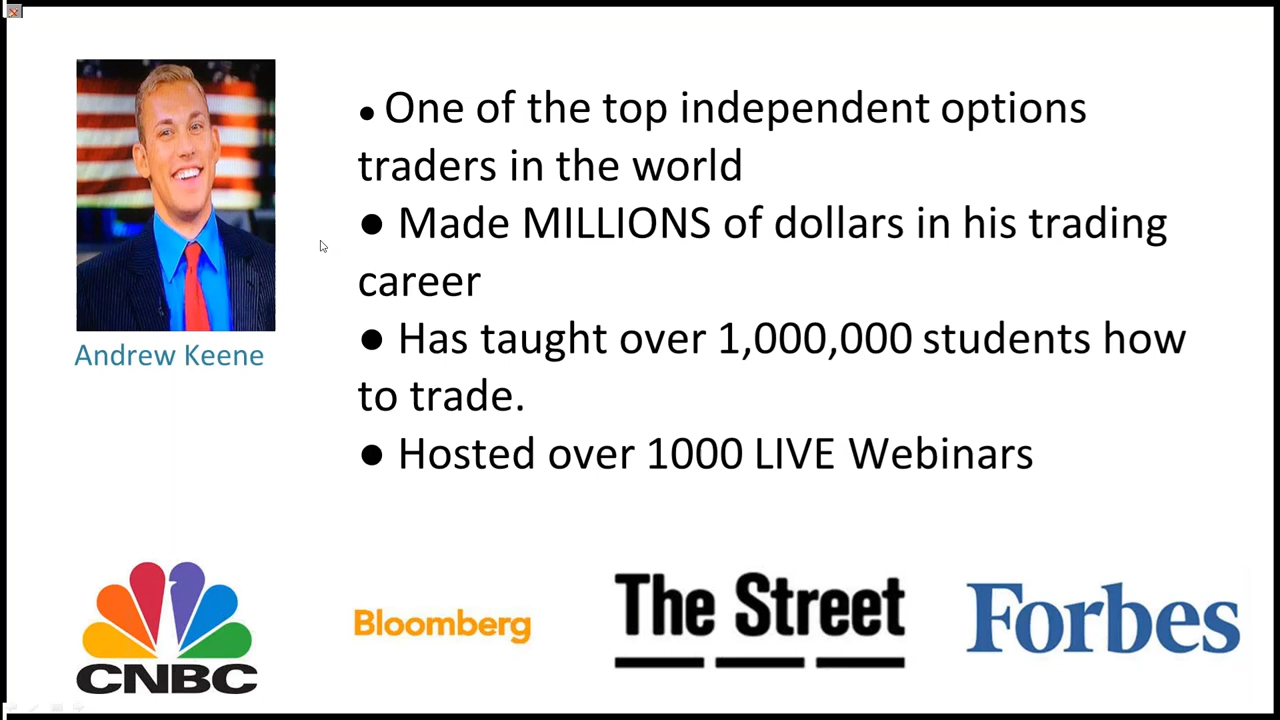 ● One of the top independent options
traders in the world
● Made MILLIONS of dollars in his trading
career
● Has taught over 1,000,000 students how
to trade.
● Hosted over 1000 LIVE Webinars
Andrew Keene
CNBC
Bloomberg
The Street
Forbes